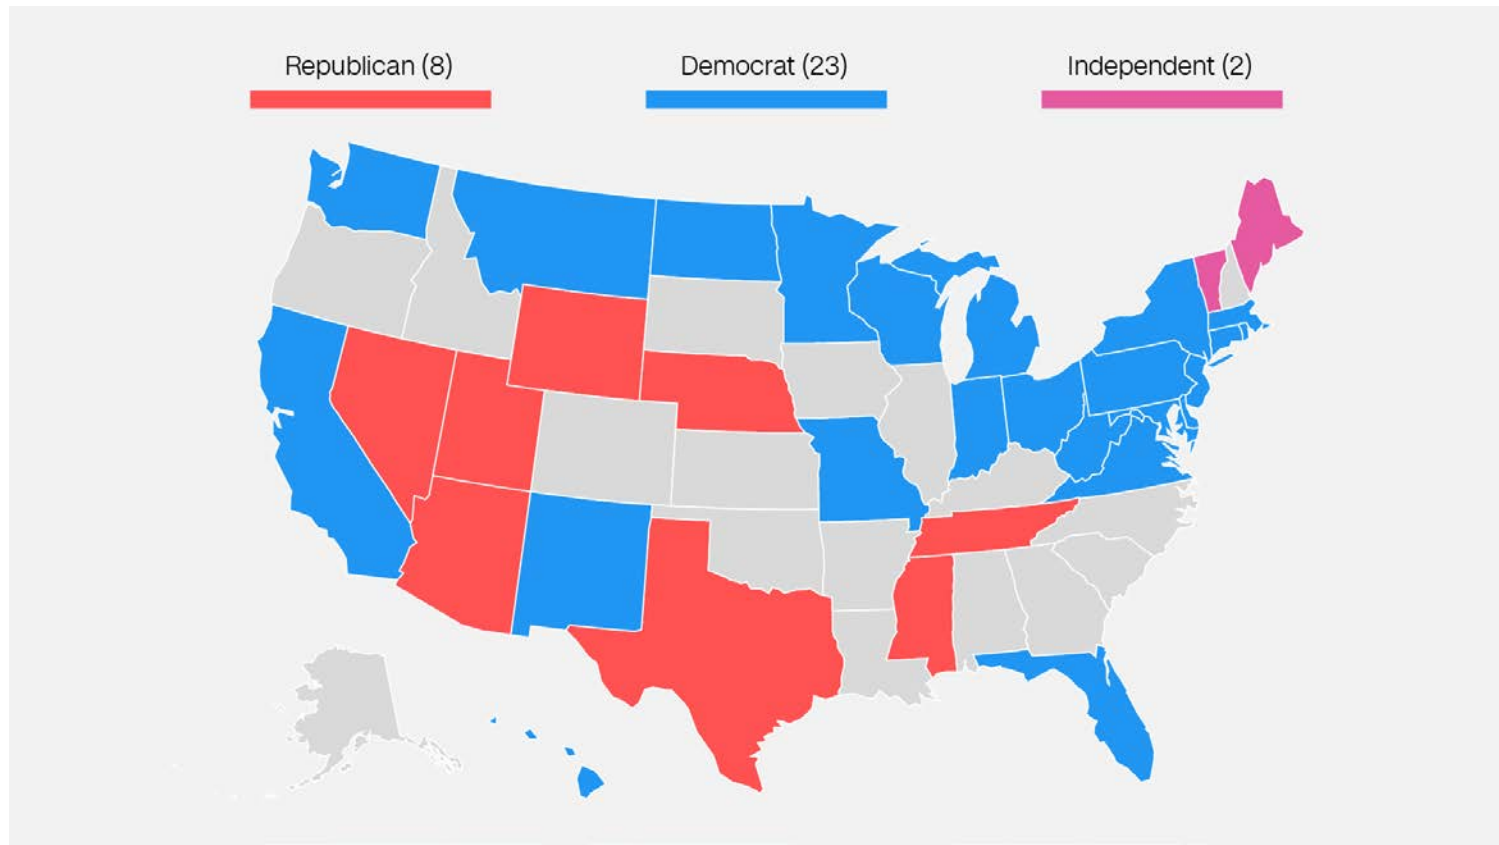 Republican (8)
Democrat (23)
Independent (2)